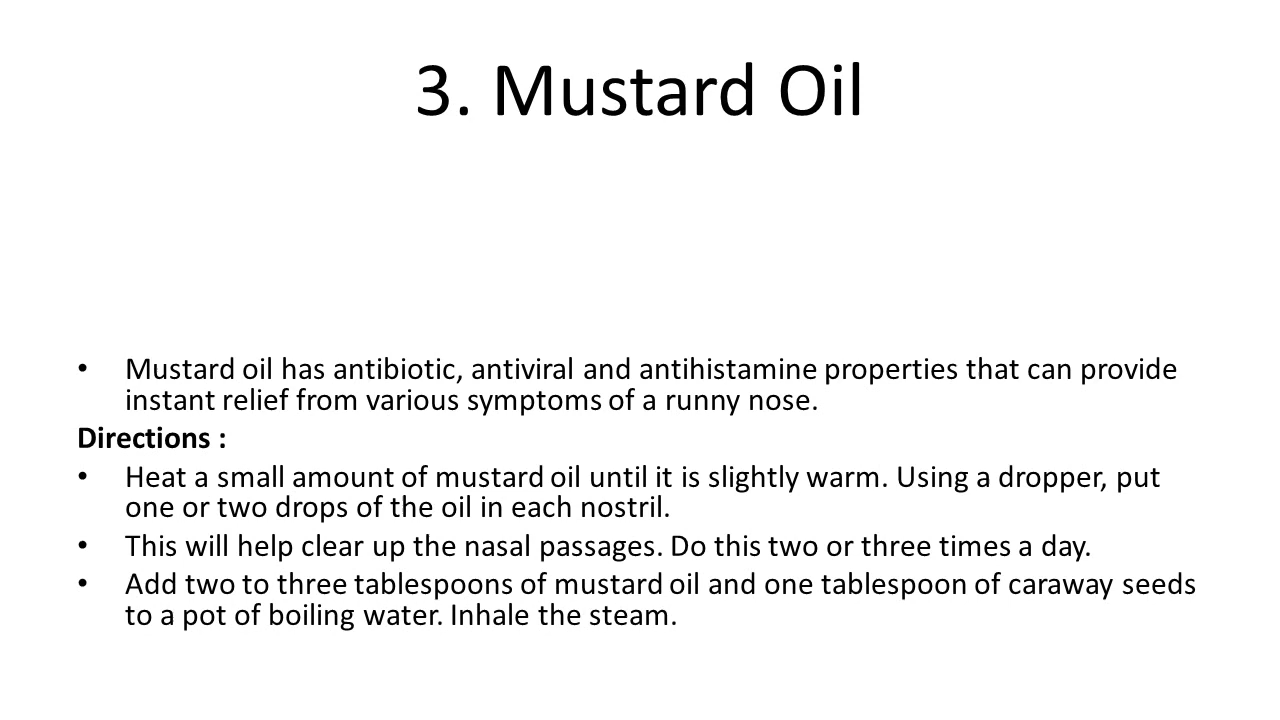 3. Mustard Oil
• Mustard oil has antibiotic, antiviral and antihistamine properties that can provide
instant relief from various symptoms of a runny nose.
Directions :
• Heat a small amount of mustard oil until it is slightly warm. Using a dropper, put
one or two drops of the oil in each nostril.
• This will help clear up the nasal passages. Do this two or three times a day.
• Add two to three tablespoons of mustard oil and one tablespoon of caraway seeds
to a pot of boiling water. Inhale the steam.